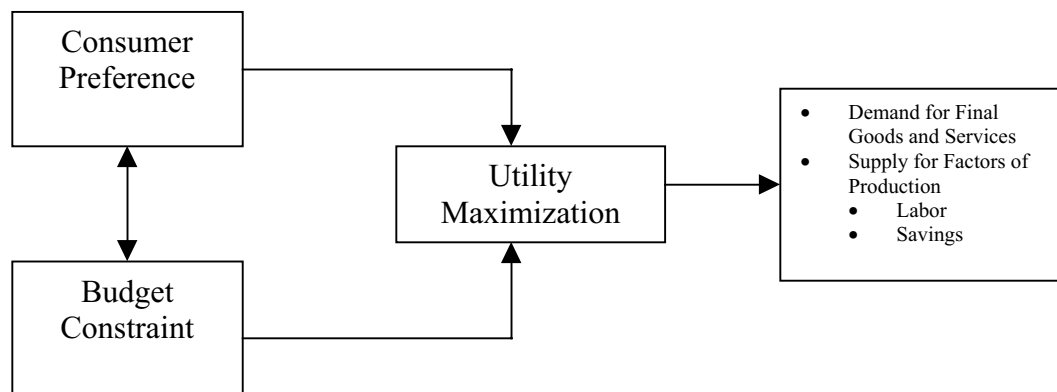 Consumer
Preference
Budget
Constraint
Utility
Maximization
• Demand for Final
Goods and Services
• Supply for Factors of
Production
• Labor
• Savings